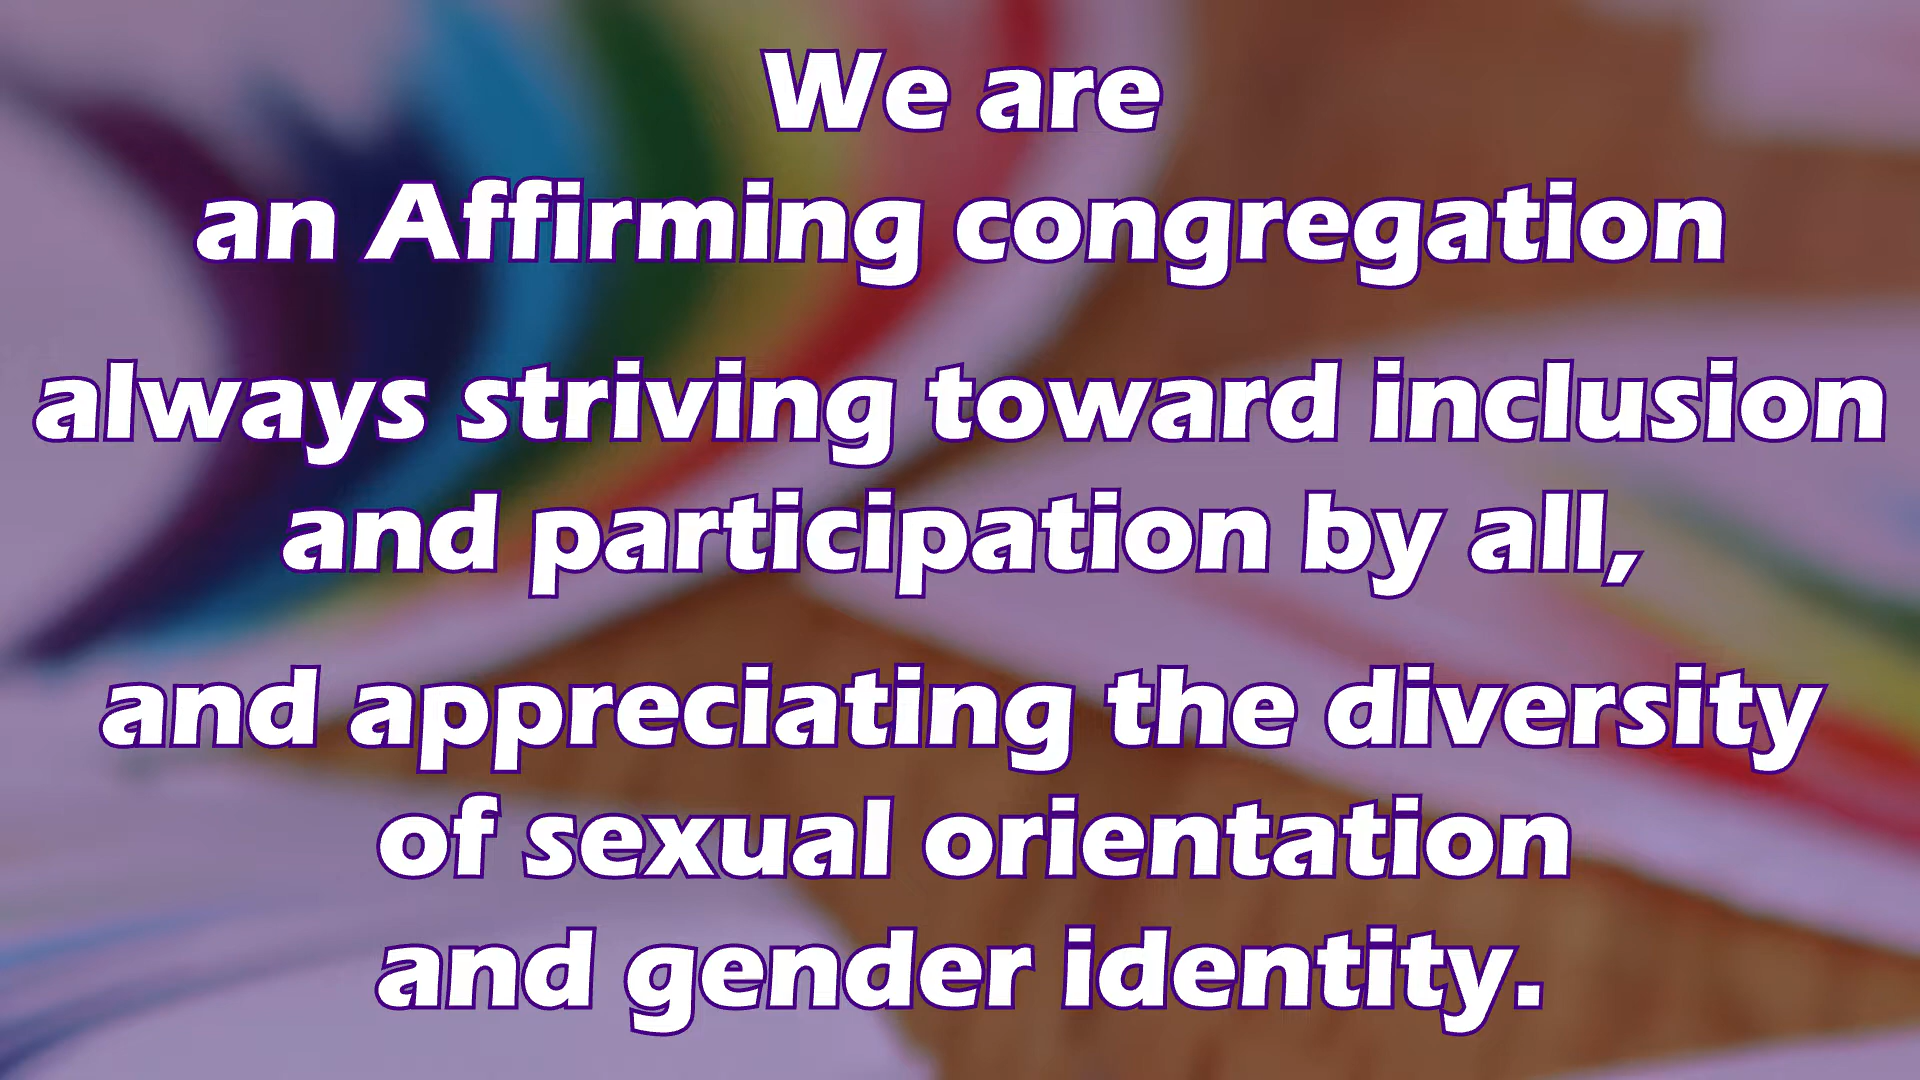 We are
an Affirming congregation
always striving toward inclusion
and participation by all,
and appreciating the diversity
of sexual orientation
and gender identity.